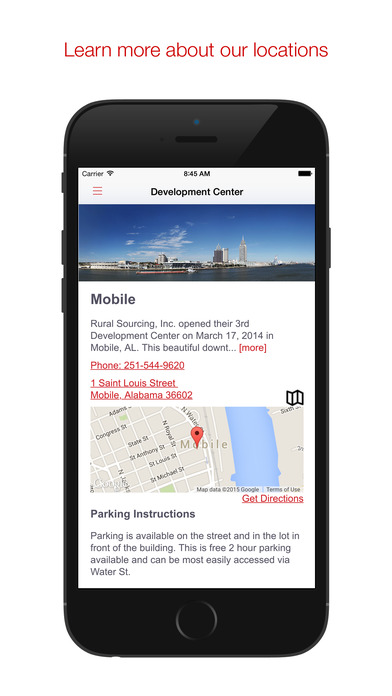 Learn more about our locations
Carrier 8:45 AM
Development Center
Mobile
Rural Sourcing, Inc. opened their 3rd
Development Center on March 17, 2014 in
Mobile, AL. This beautiful downt... [more]
Phone: 251-544-9620
1 Saint Louis Street
Mobile, Alabama 36602
Adams St
Congress St
State St
St Anthony St
St Louis St
St Michael St
N Royal St
N Water
Sixth St
Mobile
Google
Map data ©2015 Google
Terms of Use
Get Directions
Parking Instructions
Parking is available on the street and in the lot in
front of the building. This is free 2 hour parking
available and can be most easily accessed via
Water St.